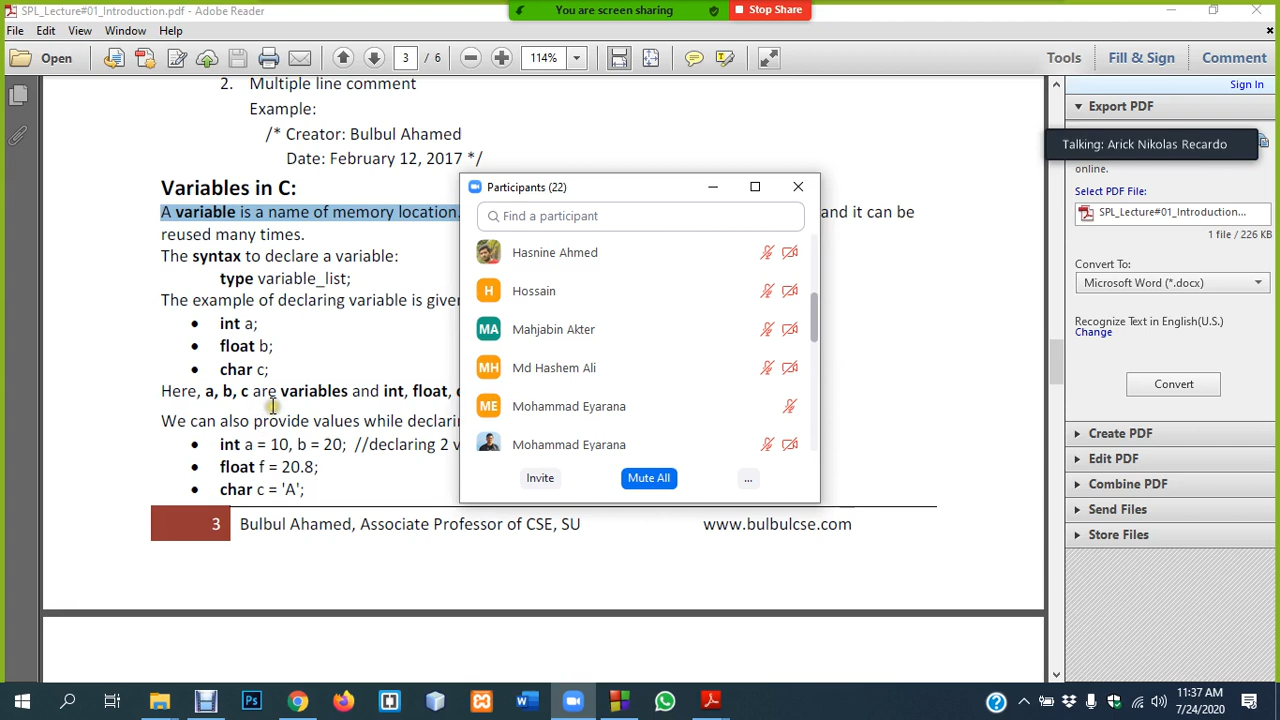 SPL_Lecture#01_Introduction.pdf - Adobe Reader
You are screen sharing
Stop Share
File Edit View Window Help
Open
3 / 6
114%
Tools
Fill & Sign
Comment
2. Multiple line comment
Example:
/* Creator: Bulbul Ahamed
Date: February 12, 2017 */
Variables in C:
A variable is a name of memory location.
and it can be
reused many times.
The syntax to declare a variable:
type variable_list;
The example of declaring variable is give
• int a;
• float b;
• char c;
Here, a, b, c are variables and int, float,
We can also provide values while declari
• int a = 10, b = 20; //declaring 2
• float f = 20.8;
• char c = 'A';
3 Bulbul Ahamed, Associate Professor of CSE, SU www.bulbulcse.com
Participants (22)
Find a participant
Hasnine Ahmed
H Hossain
MA Mahjabin Akter
MH Md Hashem Ali
ME Mohammad Eyarana
Mohammad Eyarana
Invite
Mute All
...
Sign In
Export PDF
Talking: Arick Nikolas Recardo
online.
Select PDF File:
SPL_Lecture#01_Introduction...
1 file / 226 KB
Convert To:
Microsoft Word (*.docx)
Recognize Text in English(U.S.)
Change
Convert
Create PDF
Edit PDF
Combine PDF
Send Files
Store Files
Ps
11:37 AM
7/24/2020